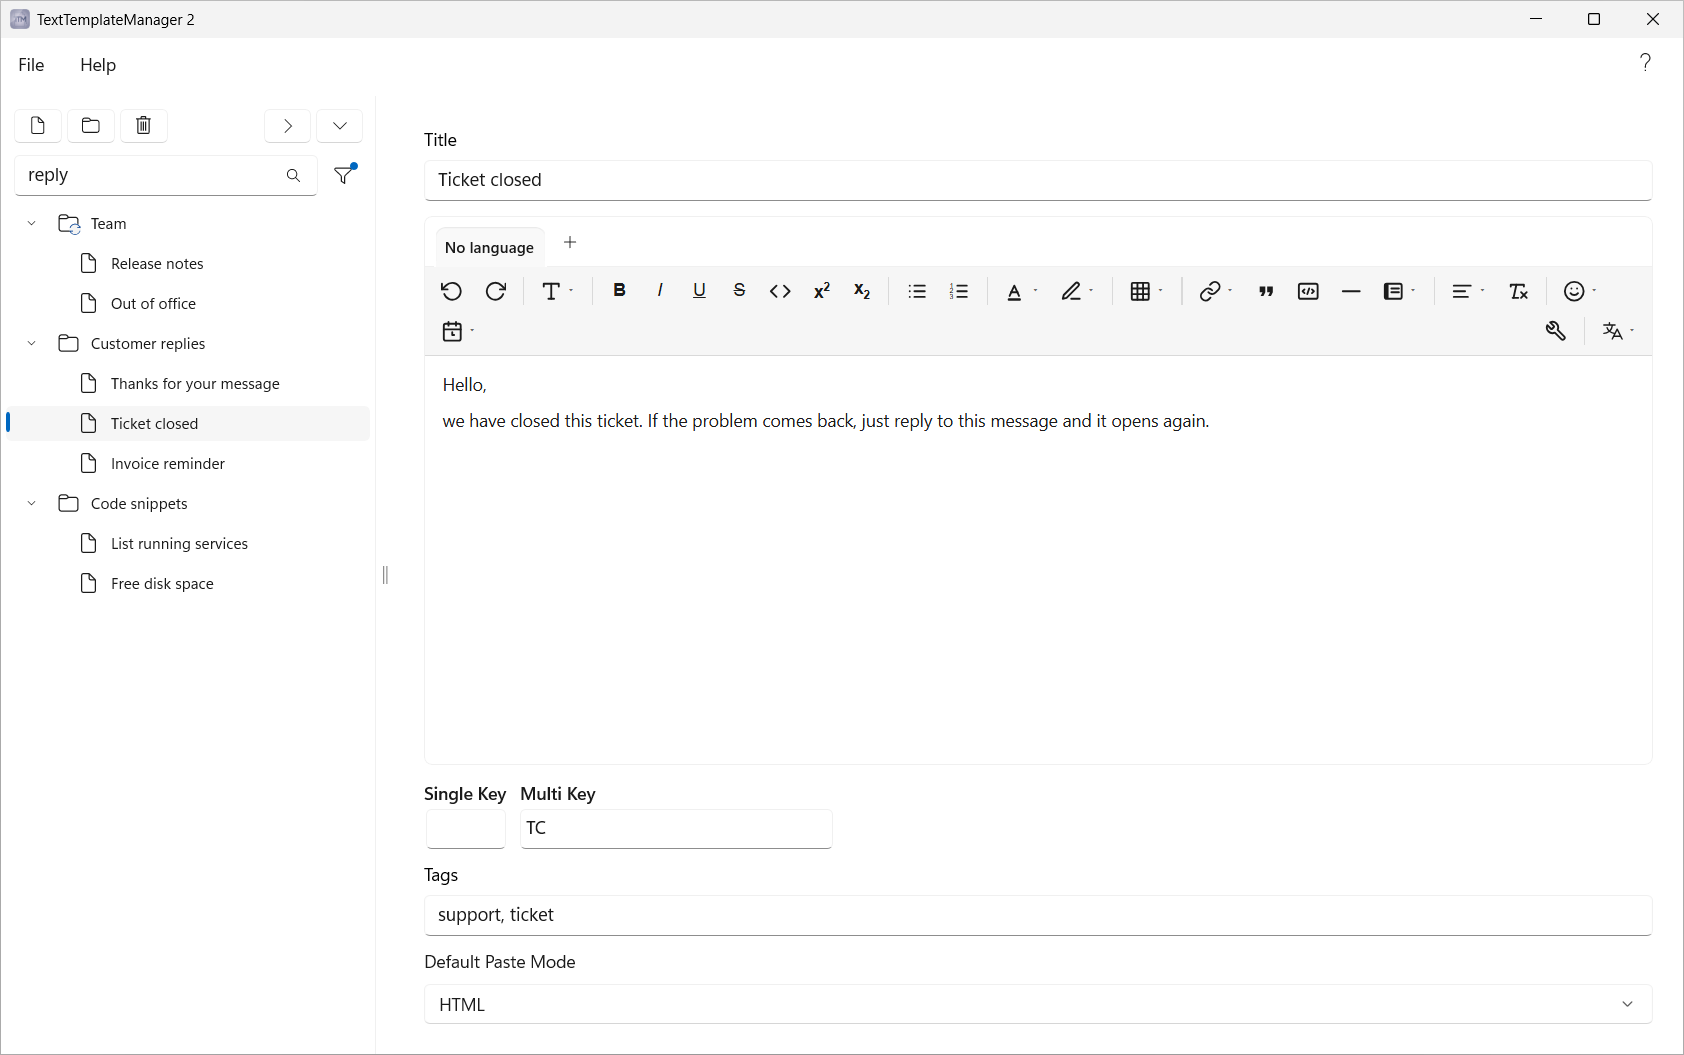 TextTemplateManager 2
File Help
reply
Team
Release notes
Out of office
Customer replies
Thanks for your message
Ticket closed
Invoice reminder
Code snippets
List running services
Free disk space
Title
Ticket closed
No language
Hello,
we have closed this ticket. If the problem comes back, just reply to this message and it opens again.
Single Key Multi Key
TC
Tags
support, ticket
Default Paste Mode
HTML